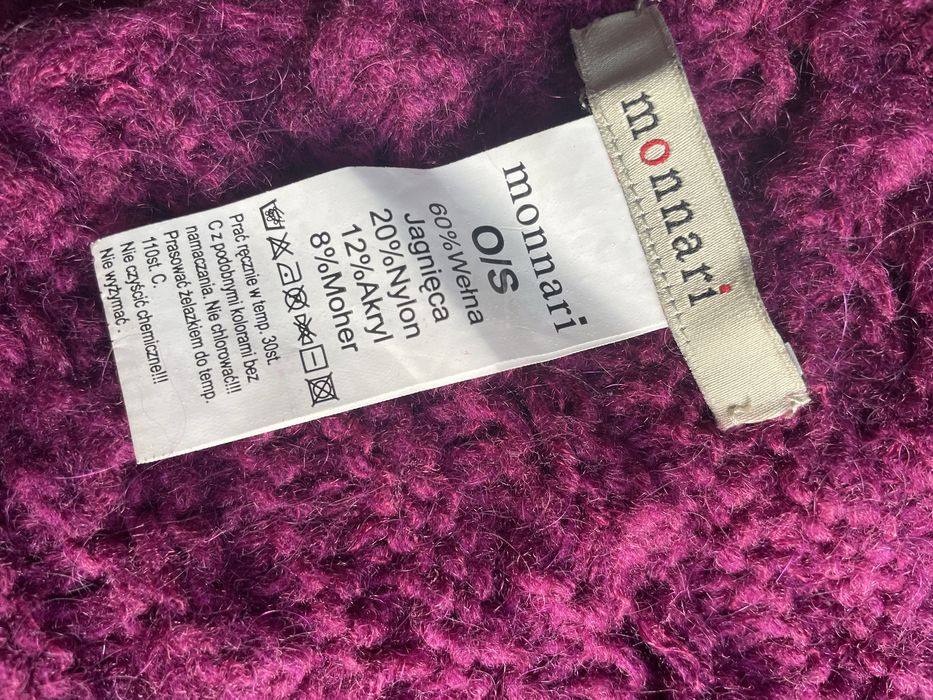 monnari
monnari
O/S
60%Wełna
Jagnięca
20%Nylon
12%Akryl
8%Moher
Prać ręcznie w temp. 30st.
C z podobnymi kolorami bez
namaczania. Nie chlorować!!!
Prasować żelazkiem do temp.
110st. C.
Nie czyścić chemicznie!!!
Nie wyżymać .